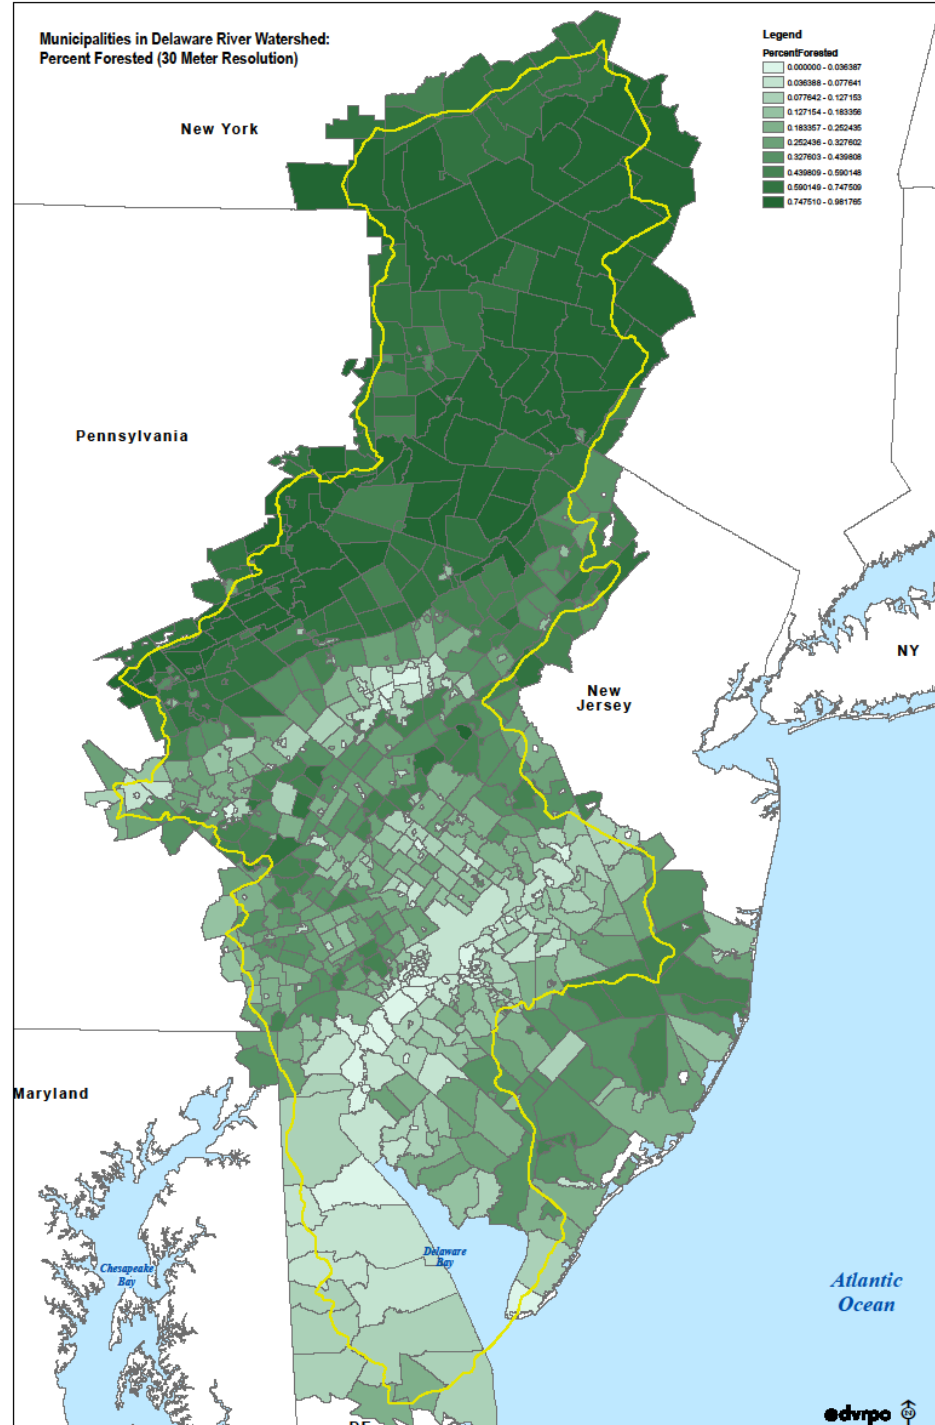 Municipalities in Delaware River Watershed:
Percent Forested (30 Meter Resolution)
Legend
PercentForested
0.000000 - 0.036387
0.036388 - 0.077641
0.077642 - 0.127153
0.127154 - 0.183356
0.183357 - 0.252435
0.252436 - 0.327602
0.327603 - 0.439808
0.439809 - 0.590148
0.590149 - 0.747509
0.747510 - 0.981765
New York
Pennsylvania
NY
New
Jersey
Maryland
Delaware
Bay
Chesapeake
Bay
Atlantic
Ocean
DE
dvrpc